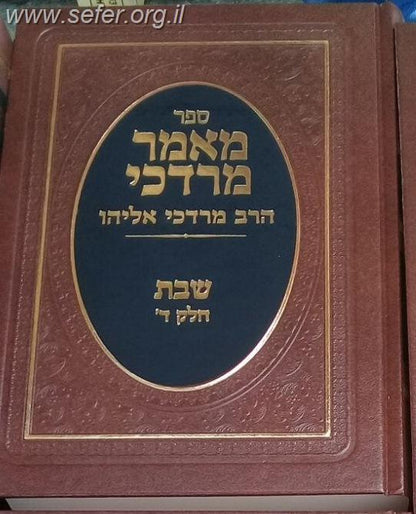 www.sefer.org.il
ספר
מאמר
מרדכי
הרב מרדכי אליהו
שבת
חלק ד'